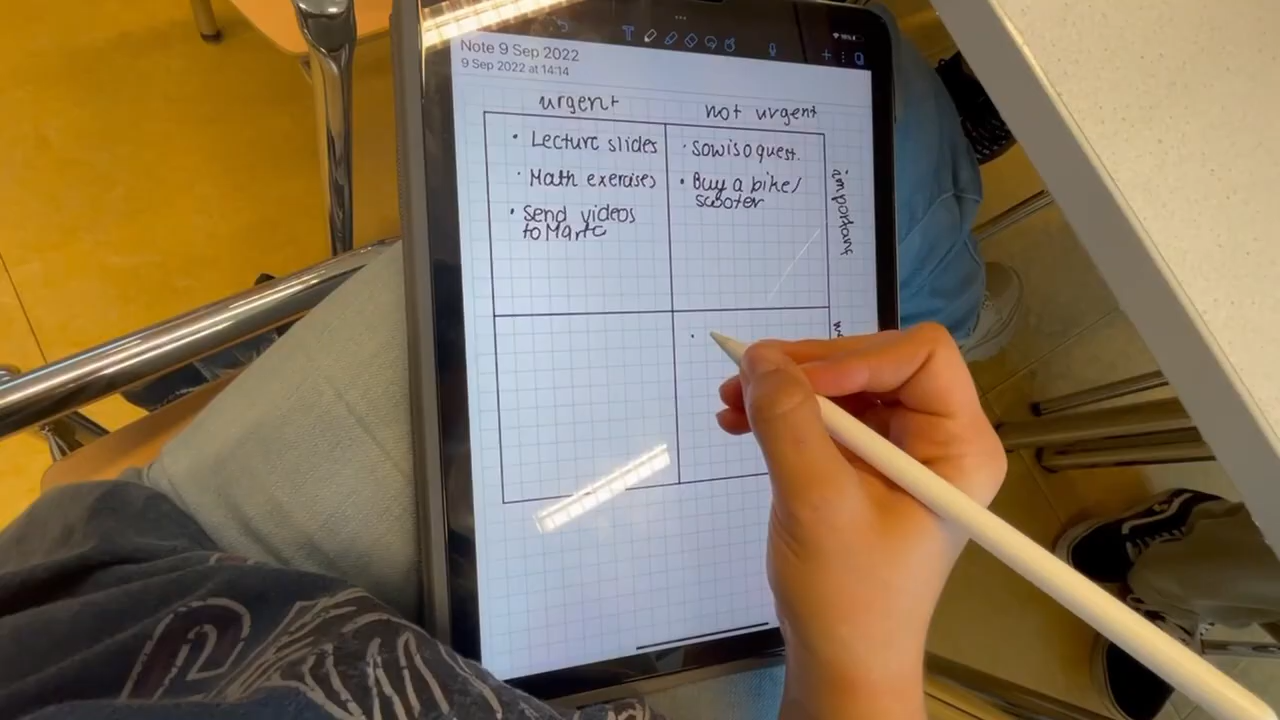 Note 9 Sep 2022
9 Sep 2022 at 14:14
urgent
not urgent
• Lecture slides
• Math exercises
• Send videos
to Marta
• sowiso quest.
• Buy a bike/
scooter
important